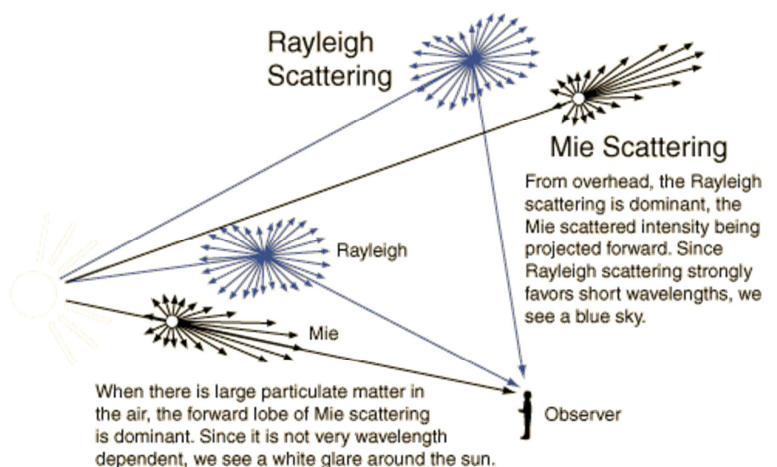 Rayleigh
Scattering
Mie Scattering
From overhead, the Rayleigh
scattering is dominant, the
Mie scattered intensity being
projected forward. Since
Rayleigh scattering strongly
favors short wavelengths, we
see a blue sky.
Rayleigh
Mie
When there is large particulate matter in
the air, the forward lobe of Mie scattering
is dominant. Since it is not very wavelength
dependent, we see a white glare around the sun.
Observer